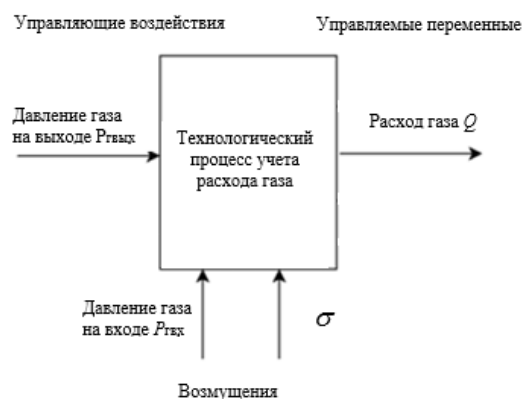 Управляющие воздействия
Управляемые переменные
Давление газа
на выходе Pгвых
Технологический
процесс учета
расхода газа
Расход газа Q
Давление газа
на входе Pгвх
σ
Возмущения